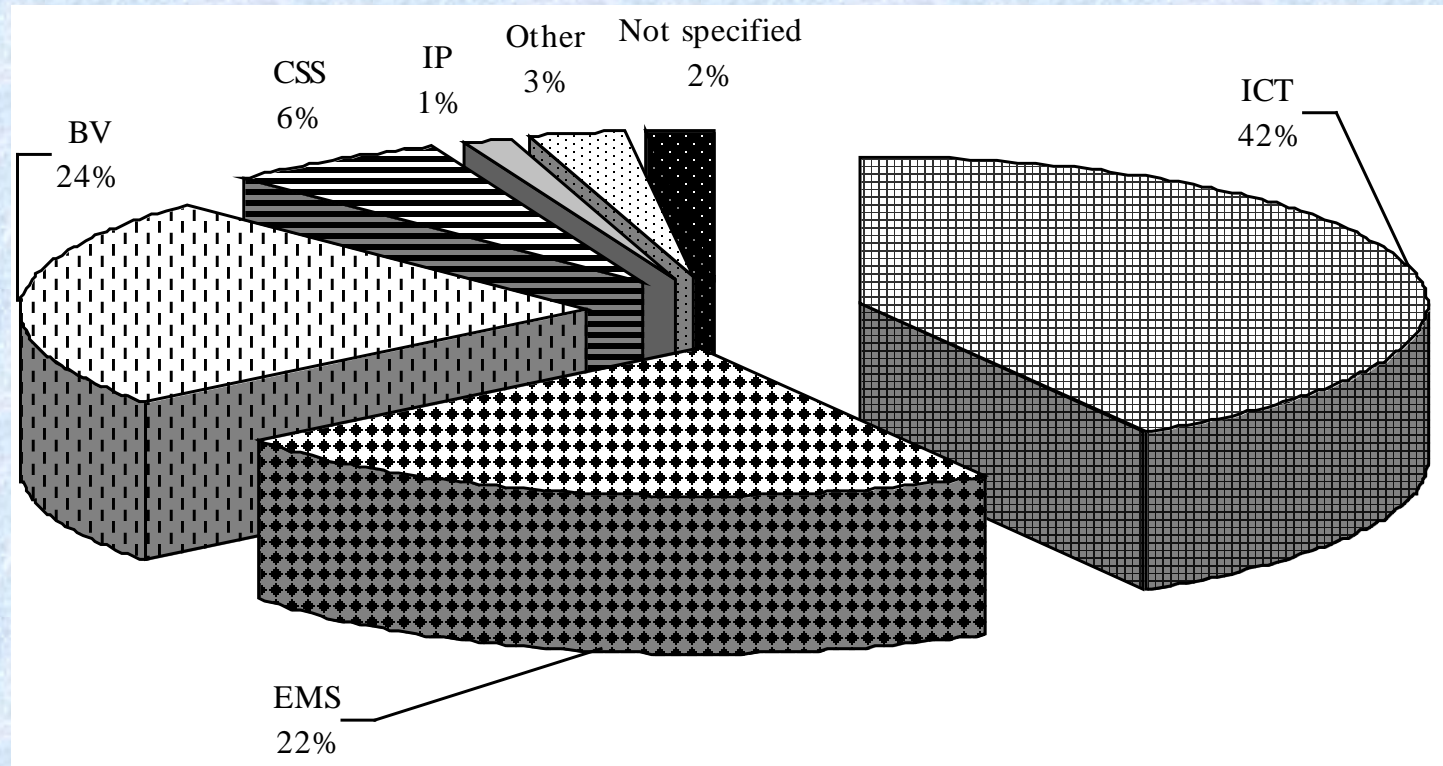 Other
Not specified
3%
2%
IP
1%
CSS
6%
ICT
42%
BV
24%
EMS
22%